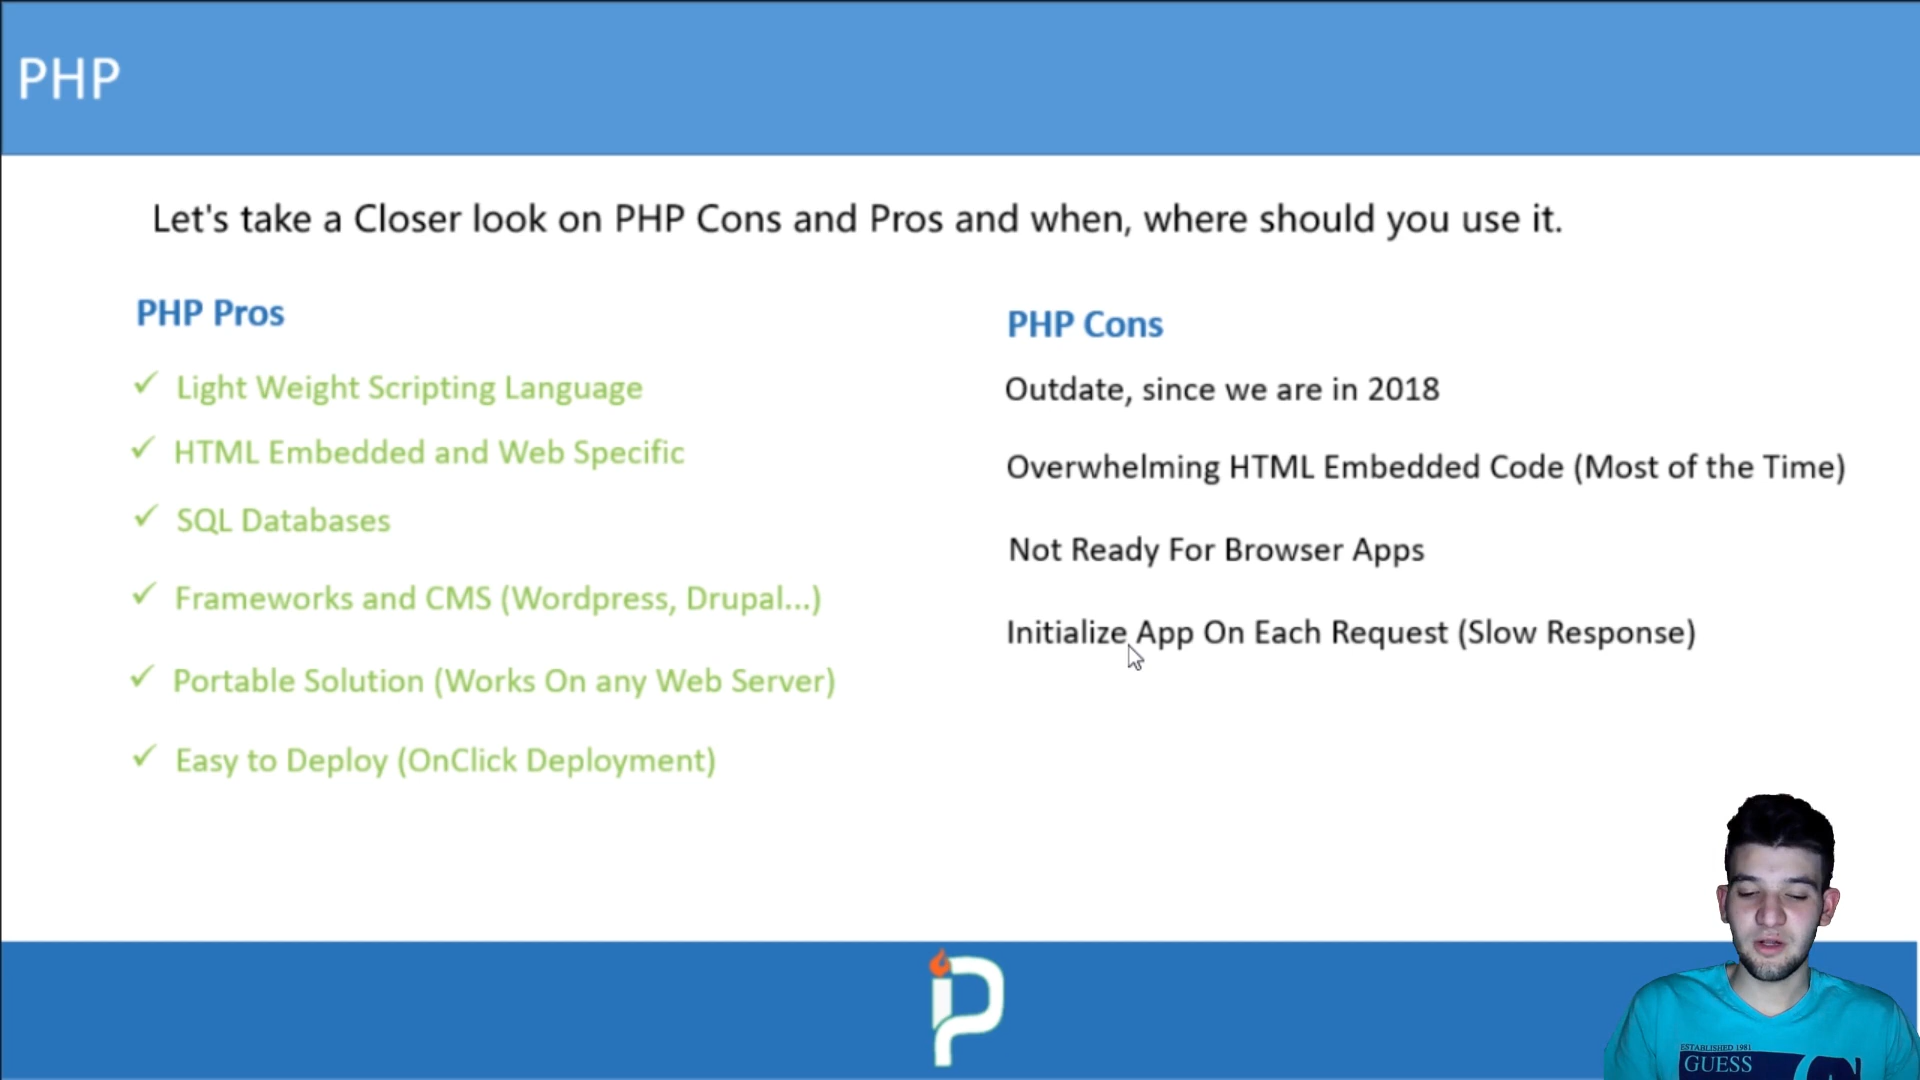 PHP
Let's take a Closer look on PHP Cons and Pros and when, where should you use it.
PHP Pros
Light Weight Scripting Language
HTML Embedded and Web Specific
SQL Databases
Frameworks and CMS (Wordpress, Drupal...)
Portable Solution (Works On any Web Server)
Easy to Deploy (OnClick Deployment)
PHP Cons
Outdate, since we are in 2018
Overwhelming HTML Embedded Code (Most of the Time)
Not Ready For Browser Apps
Initialize App On Each Request (Slow Response)
ESTABLISHED 1981
GUESS